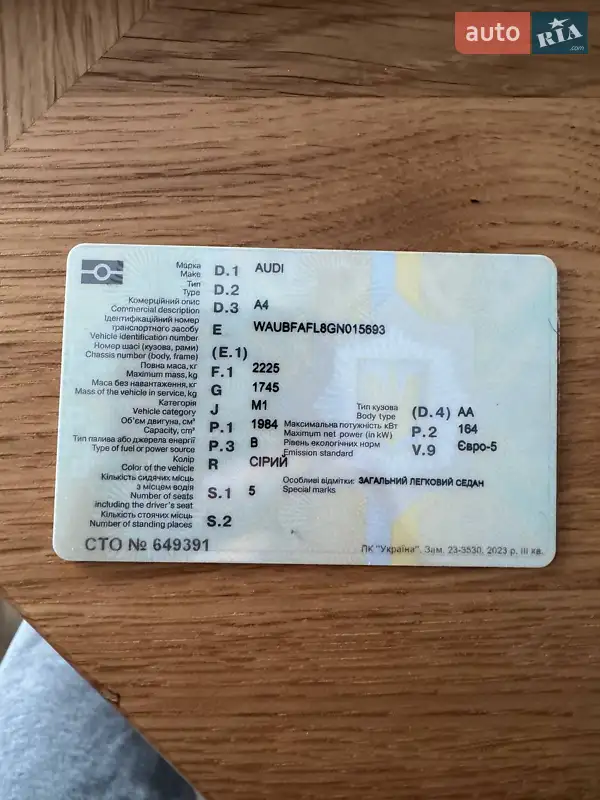 auto RIA .com
Марка
Make D.1 AUDI
Тип
Type D.2
Комерційний опис
Commercial description D.3 A4
Ідентифікаційний номер
транспортного засобу
Vehicle identification number E WAUBFAFL8GN015693
Номер шасі (кузова, рами)
Chassis number (body, frame) (E.1)
Повна маса, кг
Maximum mass, kg F.1 2225
Маса без навантаження, кг
Mass of the vehicle in service, kg G 1745
Категорія
Vehicle category J M1
Тип кузова
Body type (D.4) AA
Об'єм двигуна, см³
Capacity, cm³ P.1 1984
Максимальна потужність кВт
Maximum net power (in kW) P.2 164
Тип палива або джерела енергії
Type of fuel or power source P.3 B
Рівень екологічних норм
Emission standard V.9 Євро-5
Колір
Color of the vehicle R СІРИЙ
Кількість сидячих місць
з місцем водія
Number of seats
including the driver's seat S.1 5
Особливі відмітки: ЗАГАЛЬНИЙ ЛЕГКОВИЙ СЕДАН
Special marks
Кількість стоячих місць
Number of standing places S.2
СТО № 649391
ПК "Україна". Зам. 23-3530. 2023 р. III кв.